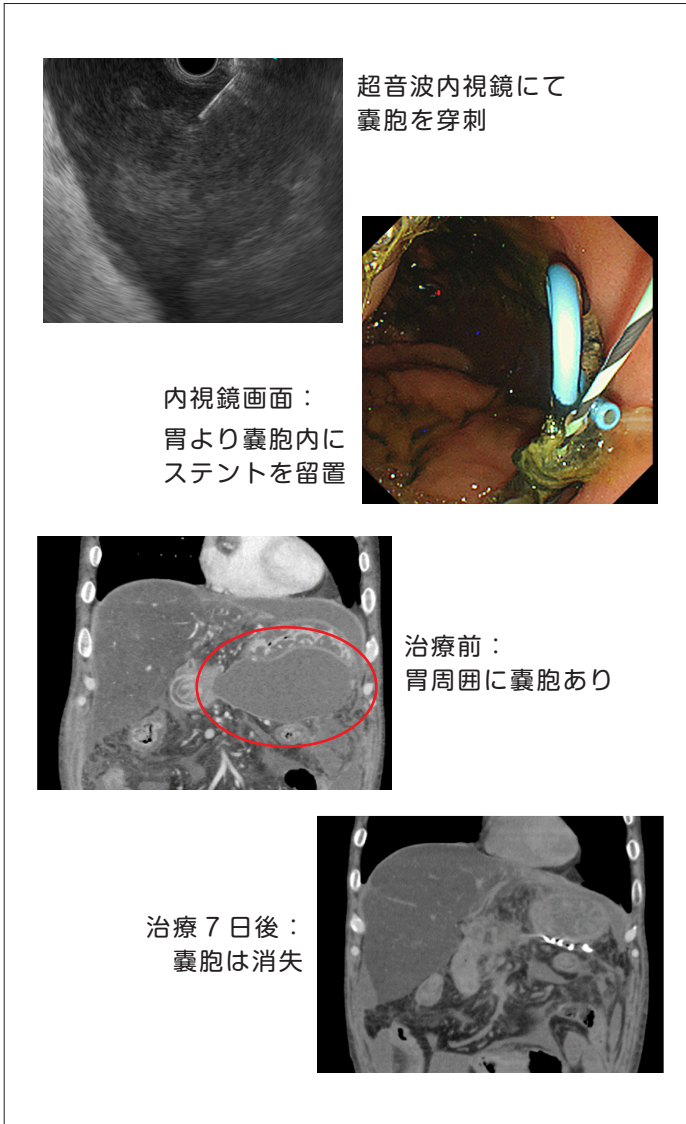 超音波内視鏡にて
嚢胞を穿刺
内視鏡画面：
胃より嚢胞内に
ステントを留置
治療前：
胃周囲に嚢胞あり
治療 7 日後：
嚢胞は消失